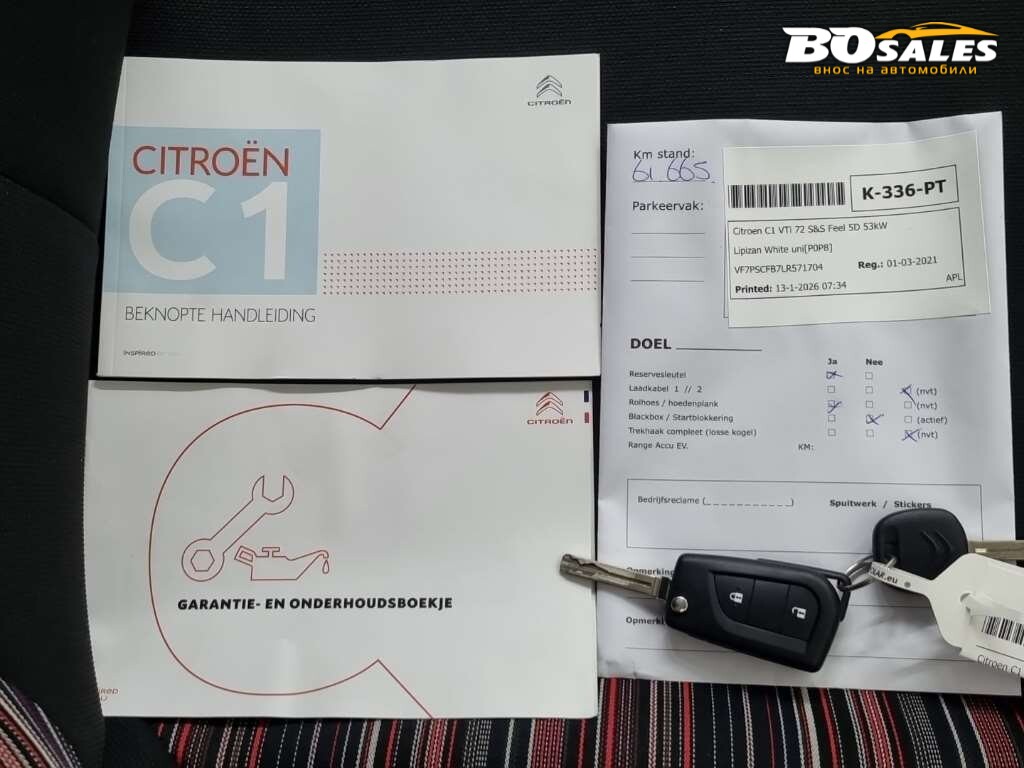 BOSALES
внос на автомобили
CITROËN
CITROËN
C1
BEKNOPTE HANDLEIDING
INSPIRED
CITROËN
GARANTIE- EN ONDERHOUDSBOEKJE
Km stand:
61.665.
Parkeervak:
K-336-PT
Citroen C1 VTi 72 S&S Feel 5D 53kW
Lipizan White uni[P0PB]
VF7PSCFB7LR571704 Reg.: 01-03-2021
Printed: 13-1-2026 07:34 APL
DOEL
Ja Nee
Reservesleutel
Laadkabel 1 // 2 (nvt)
Rolhoes / hoedenplank (nvt)
Blackbox / Startblokkering (actief)
Trekhaak compleet (losse kogel) (nvt)
Range Accu EV. KM:
Bedrijfsreclame (_ _ _ _ _ _ _ _ _ _ _) Spuitwerk / Stickers
Opmerking
Opmerki
.eu ®
Citroen C1